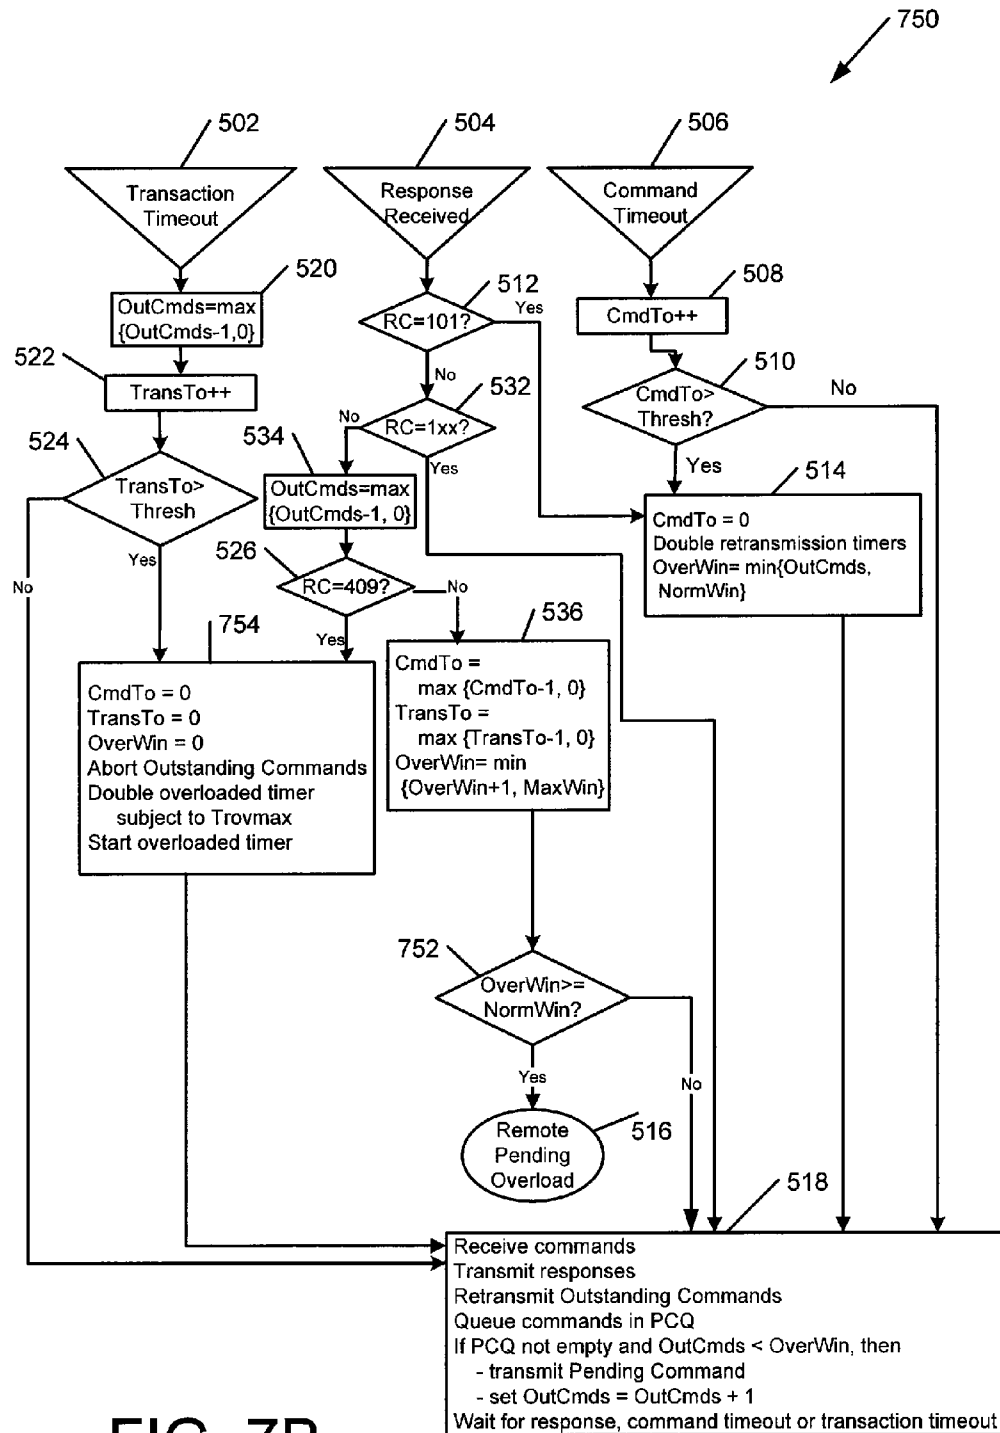 750
502
504
506
Transaction
Timeout
Response
Received
Command
Timeout
520
512
508
OutCmds=max
{OutCmds-1,0}
RC=101?
Yes
CmdTo++
522
TransTo++
No
532
510
CmdTo>
Thresh?
No
524
534
No
RC=1xx?
Yes
Yes
514
TransTo>
Thresh
OutCmds=max
{OutCmds-1, 0}
CmdTo = 0
Double retransmission timers
OverWin= min{OutCmds,
NormWin}
526
Yes
No
RC=409?
No
754
Yes
536
CmdTo = 0
TransTo = 0
OverWin = 0
Abort Outstanding Commands
Double overloaded timer
subject to Trovmax
Start overloaded timer
CmdTo =
max {CmdTo-1, 0}
TransTo =
max {TransTo-1, 0}
OverWin= min
{OverWin+1, MaxWin}
752
OverWin>=
NormWin?
Yes
No
Remote
Pending
Overload
516
518
Receive commands
Transmit responses
Retransmit Outstanding Commands
Queue commands in PCQ
If PCQ not empty and OutCmds < OverWin, then
- transmit Pending Command
- set OutCmds = OutCmds + 1
Wait for response, command timeout or transaction timeout
FIG. 7B